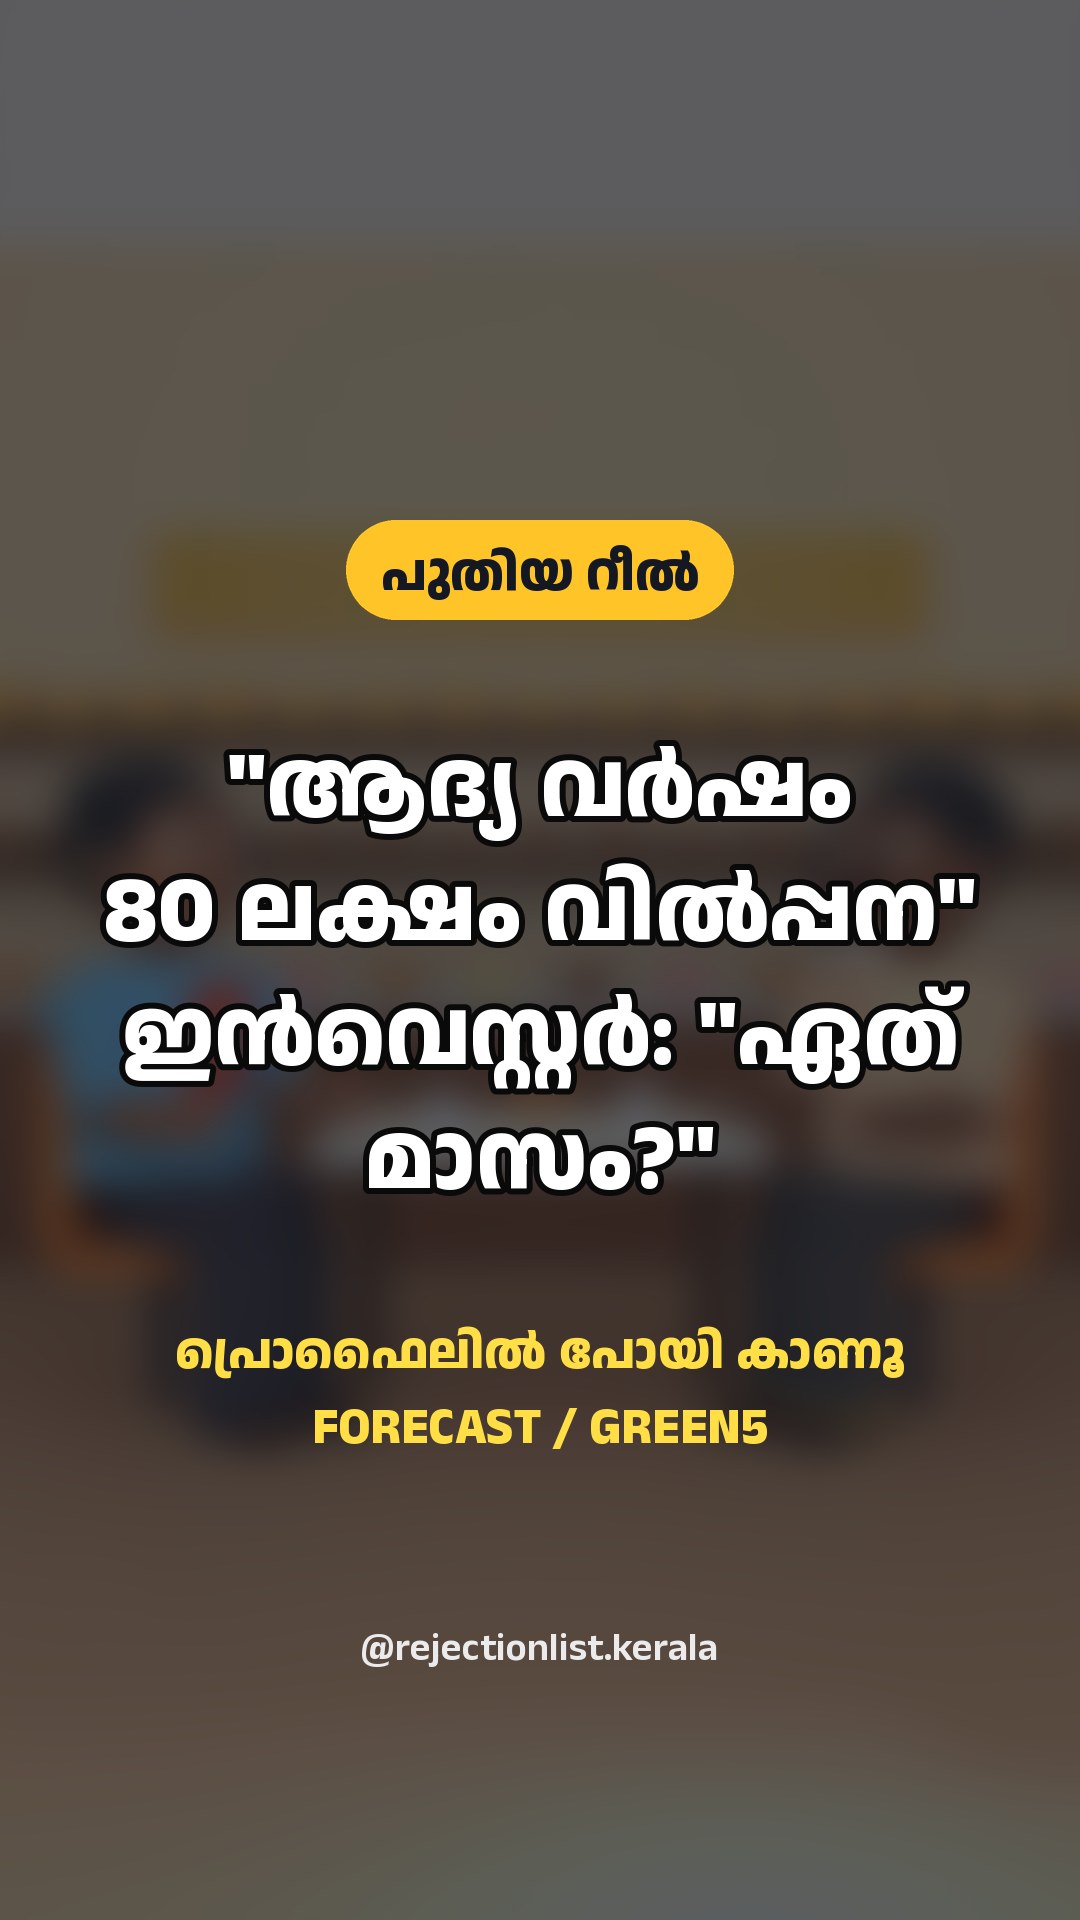 പുതിയ റീൽ
"ആദ്യ വർഷം
80 ലക്ഷം വിൽപ്പന"
ഇൻവെസ്റ്റർ: "ഏത്
മാസം?"
പ്രൊഫൈലിൽ പോയി കാണൂ
FORECAST / GREEN5
@rejectionlist.kerala